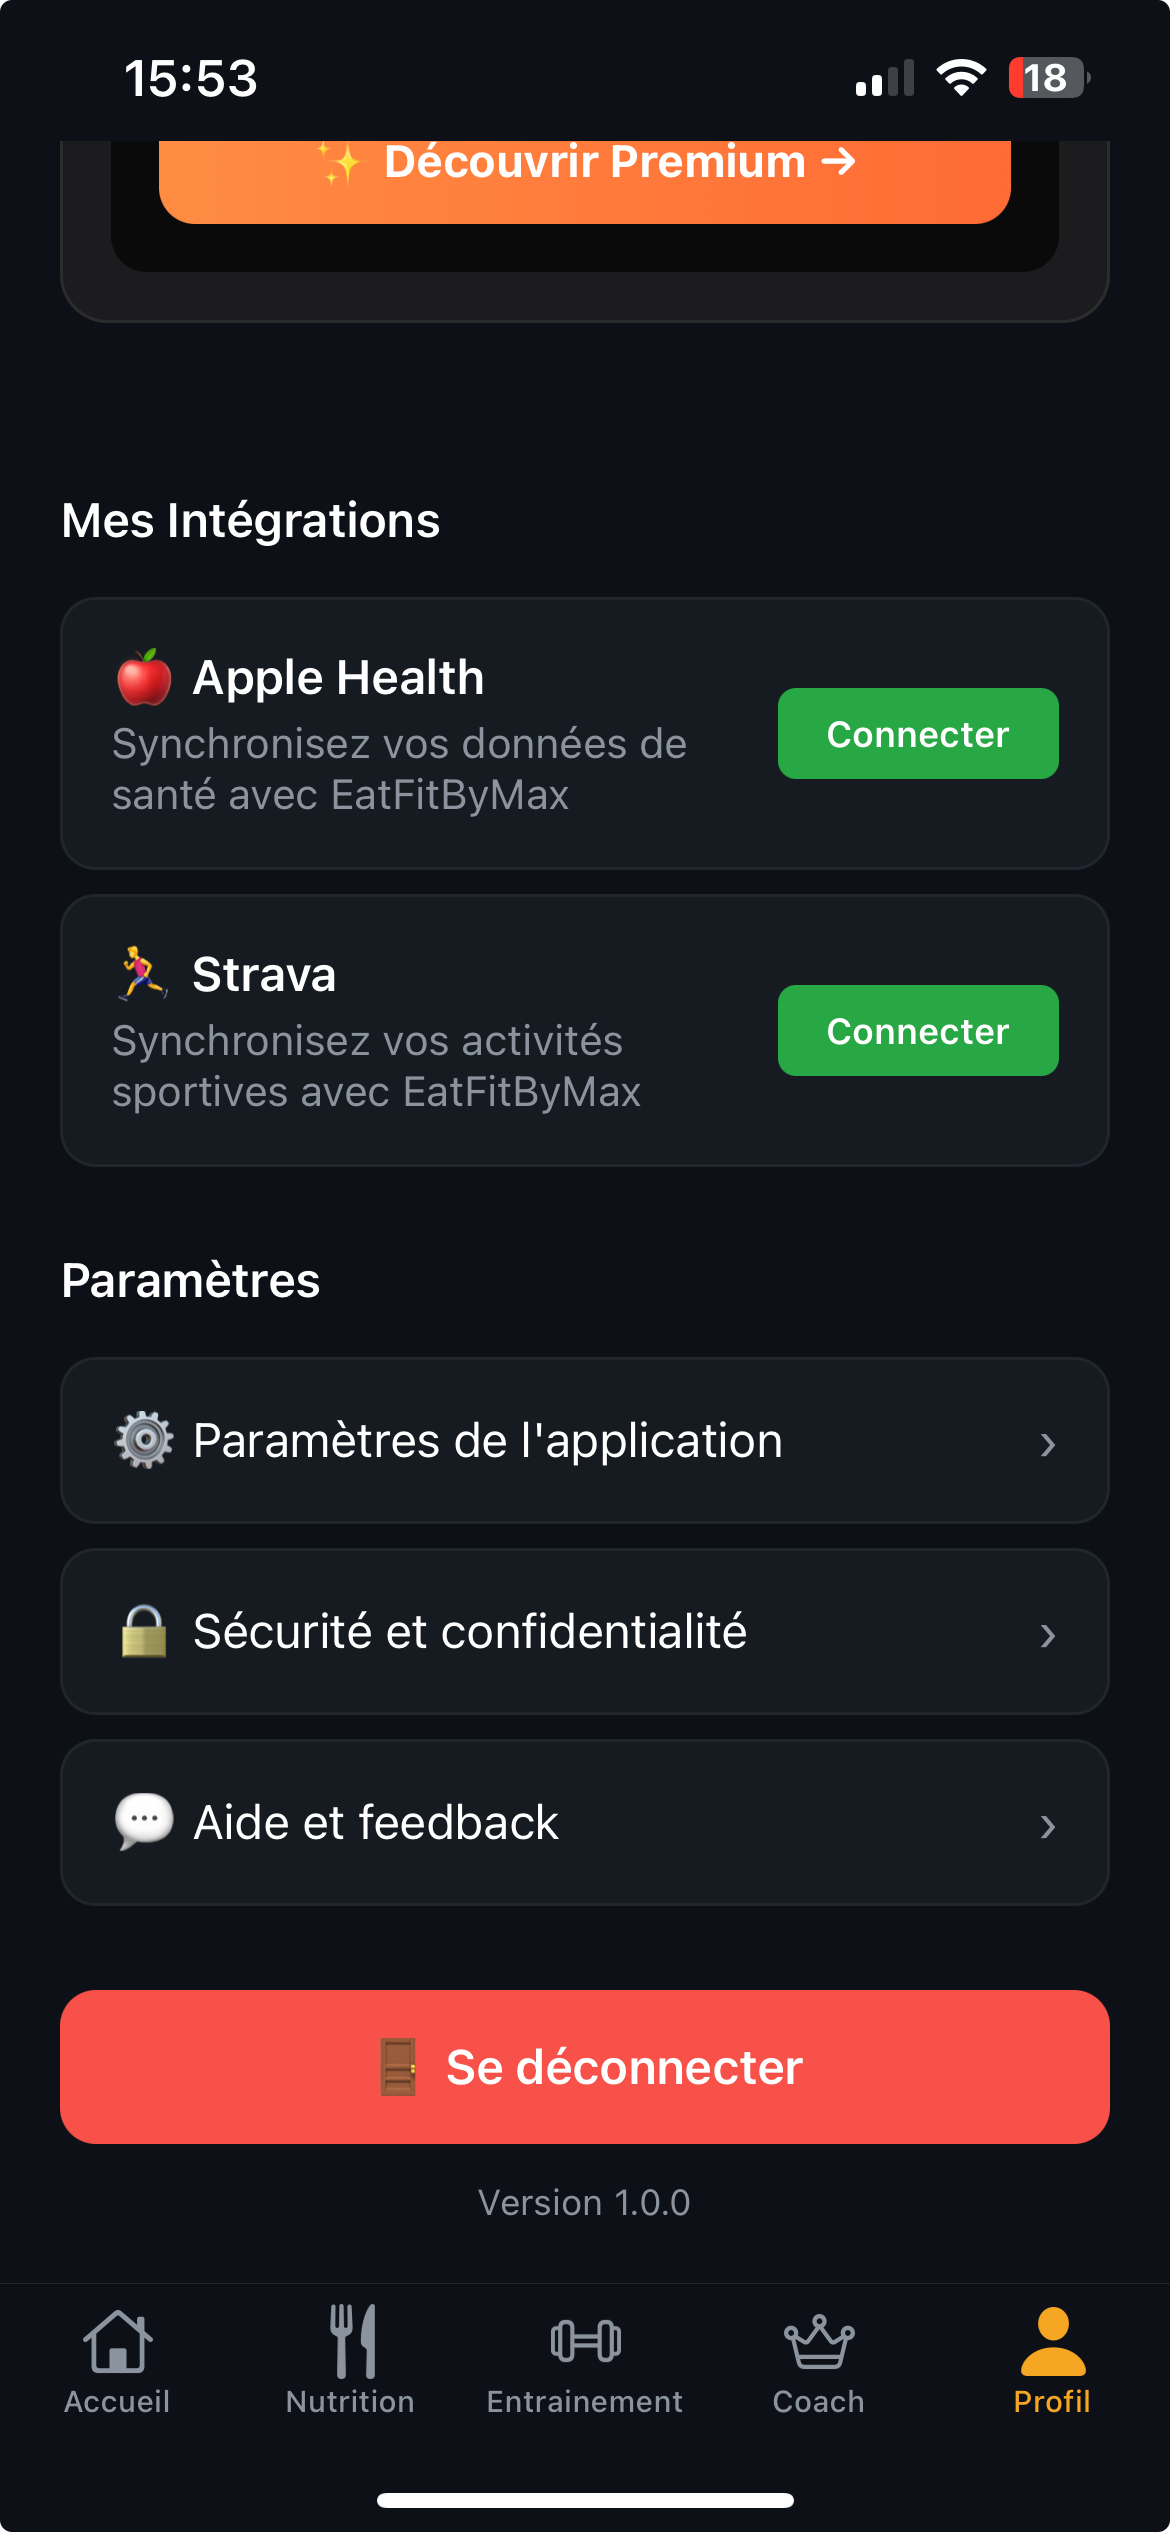 15:53
18
✨ Découvrir Premium →
Mes Intégrations
🍎 Apple Health
Synchronisez vos données de
santé avec EatFitByMax
Connecter
🏃‍♀️ Strava
Synchronisez vos activités
sportives avec EatFitByMax
Connecter
Paramètres
⚙️ Paramètres de l'application ›
🔒 Sécurité et confidentialité ›
💬 Aide et feedback ›
🚪 Se déconnecter
Version 1.0.0
Accueil
Nutrition
Entrainement
Coach
Profil